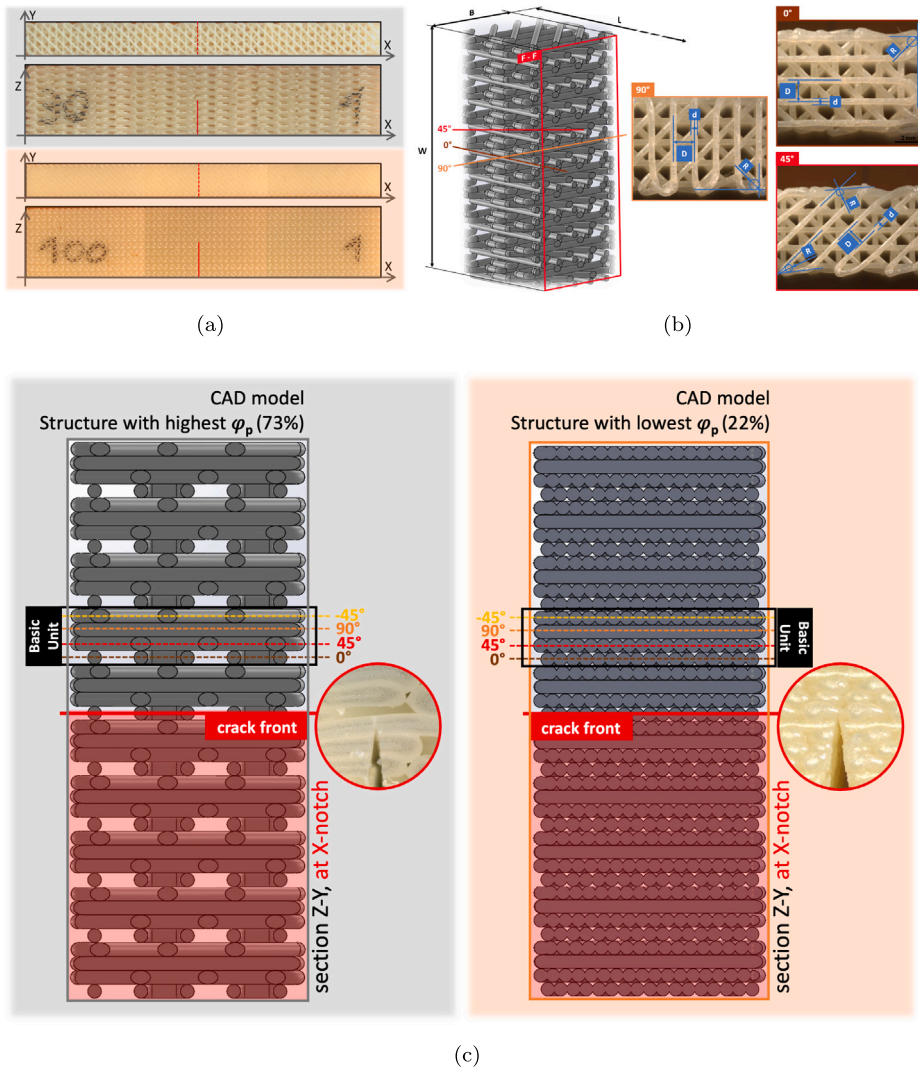 Y
X
Z
40
1
X
Y
X
Z
100
1
X
(a)
B
L
F - F
W
45°
0°
90°
90°
d
D
R
0°
R
D
d
45°
R
d
D
R
(b)
CAD model
Structure with highest φp (73%)
Basic
Unit
-45°
90°
45°
0°
crack front
section Z-Y, at X-notch
CAD model
Structure with lowest φp (22%)
-45°
90°
45°
0°
Basic
Unit
crack front
section Z-Y, at X-notch
(c)